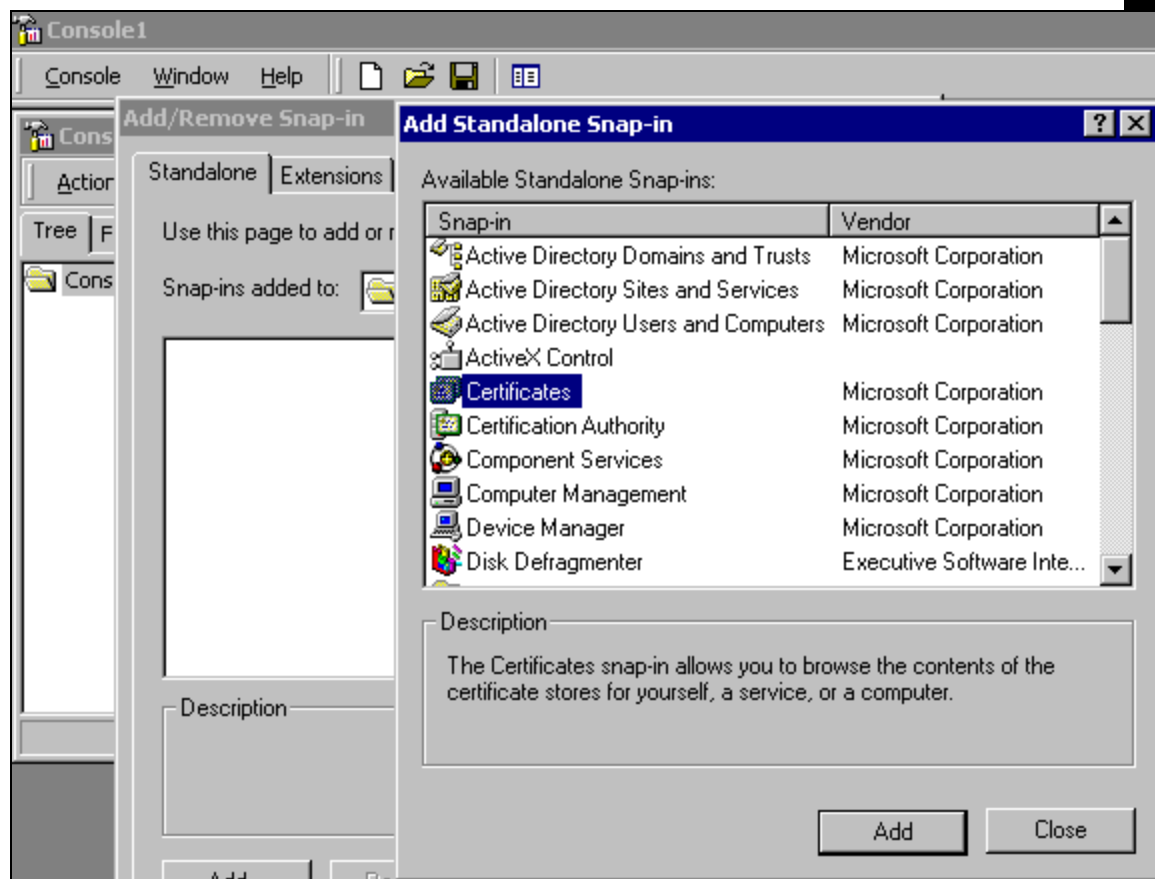 Console1
Console Window Help
Add/Remove Snap-in
Standalone Extensions
Use this page to add or
Snap-ins added to:
Description
Tree
Add Standalone Snap-in
Available Standalone Snap-ins:
Snap-in Vendor
Active Directory Domains and Trusts Microsoft Corporation
Active Directory Sites and Services Microsoft Corporation
Active Directory Users and Computers Microsoft Corporation
ActiveX Control
Certificates Microsoft Corporation
Certification Authority Microsoft Corporation
Component Services Microsoft Corporation
Computer Management Microsoft Corporation
Device Manager Microsoft Corporation
Disk Defragmenter Executive Software Inte...
Description
The Certificates snap-in allows you to browse the contents of the
certificate stores for yourself, a service, or a computer.
Add Close